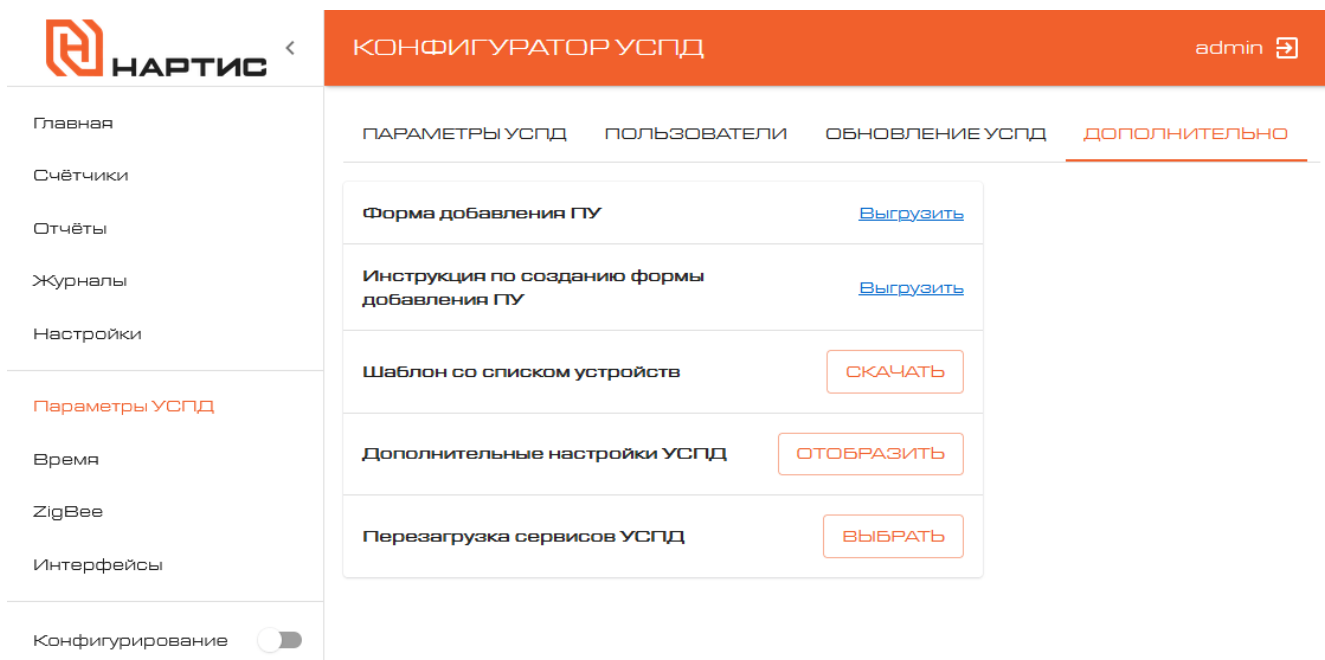 НАРТИС
КОНФИГУРАТОР УСПД
admin
Главная
Счётчики
Отчёты
Журналы
Настройки
Параметры УСПД
Время
ZigBee
Интерфейсы
Конфигурирование
ПАРАМЕТРЫ УСПД ПОЛЬЗОВАТЕЛИ ОБНОВЛЕНИЕ УСПД ДОПОЛНИТЕЛЬНО
Форма добавления ПУ Выгрузить
Инструкция по созданию формы
добавления ПУ Выгрузить
Шаблон со списком устройств СКАЧАТЬ
Дополнительные настройки УСПД ОТОБРАЗИТЬ
Перезагрузка сервисов УСПД ВЫБРАТЬ